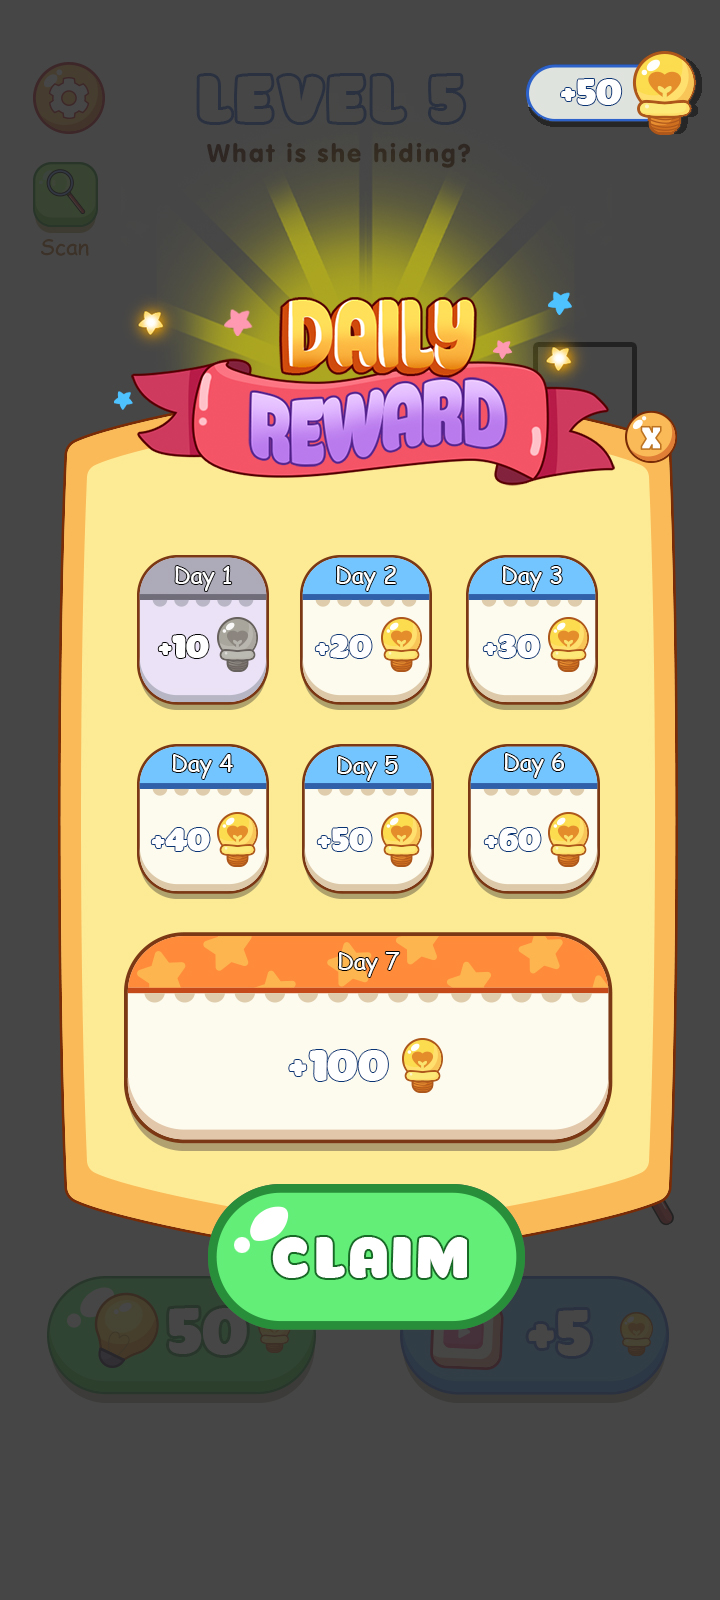 LEVEL 5
+50
What is she hiding?
Scan
DAILY
REWARD
X
Day 1
Day 2
Day 3
+10
+20
+30
Day 4
Day 5
Day 6
+40
+50
+60
Day 7
+100
CLAIM
50
+5